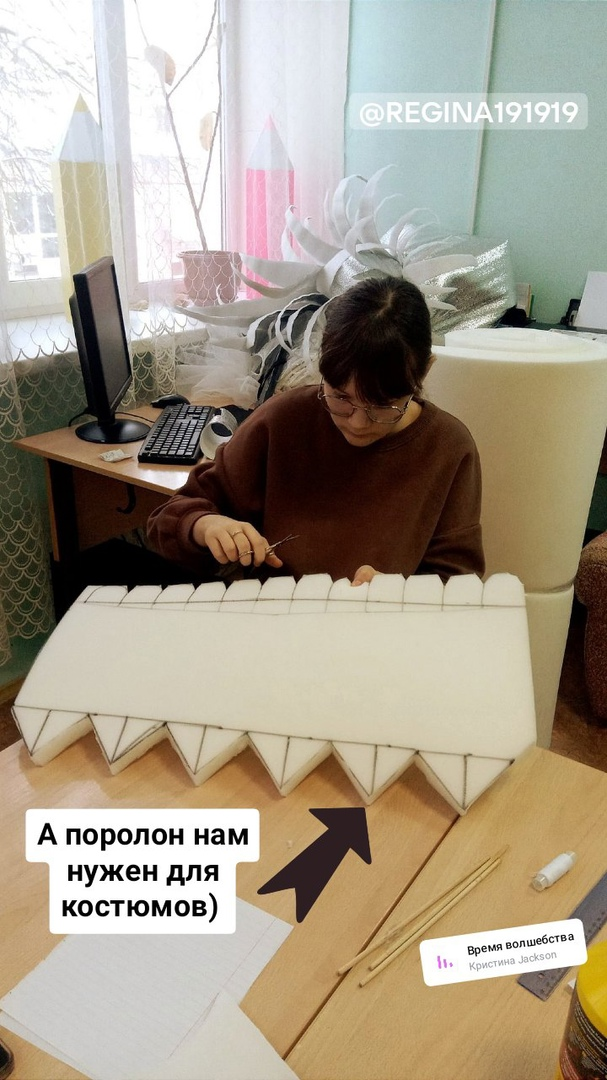 @REGINA191919
А поролон нам
нужен для
костюмов)
Время волшебства
Кристина Jackson